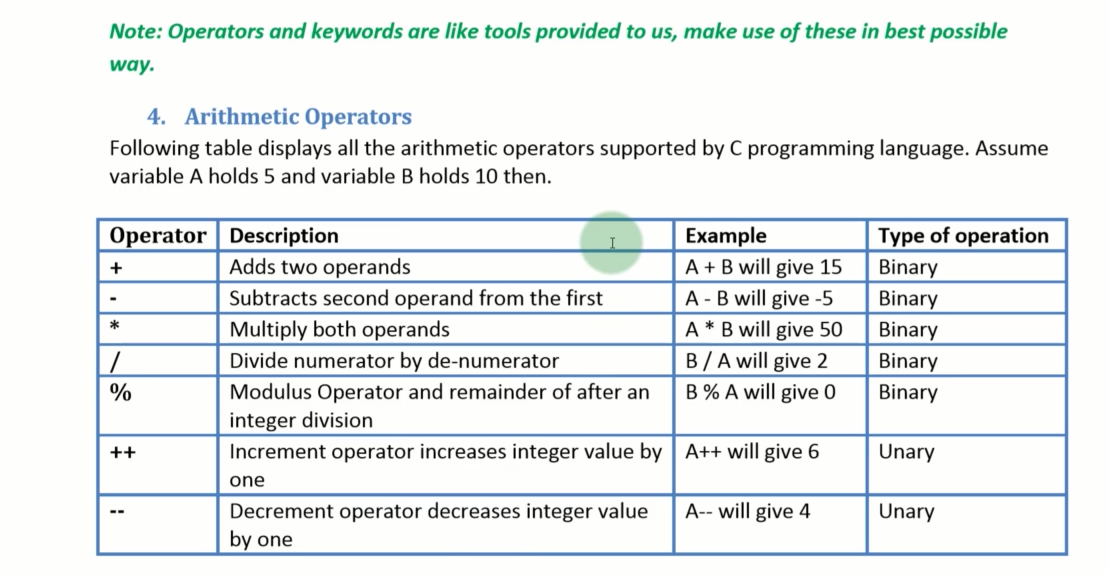 Note: Operators and keywords are like tools provided to us, make use of these in best possible
way.
4. Arithmetic Operators
Following table displays all the arithmetic operators supported by C programming language. Assume
variable A holds 5 and variable B holds 10 then.
Operator Description Example Type of operation
+ Adds two operands A + B will give 15 Binary
- Subtracts second operand from the first A - B will give -5 Binary
* Multiply both operands A * B will give 50 Binary
/ Divide numerator by de-numerator B / A will give 2 Binary
% Modulus Operator and remainder of after an B % A will give 0 Binary
integer division
++ Increment operator increases integer value by A++ will give 6 Unary
one
-- Decrement operator decreases integer value A-- will give 4 Unary
by one